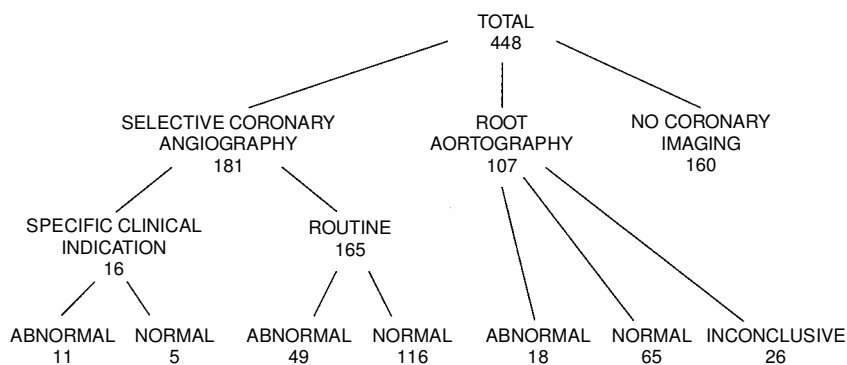 TOTAL
448
SELECTIVE CORONARY
ANGIOGRAPHY
181
ROOT
AORTOGRAPHY
107
NO CORONARY
IMAGING
160
SPECIFIC CLINICAL
INDICATION
16
ROUTINE
165
ABNORMAL
11
NORMAL
5
ABNORMAL
49
NORMAL
116
ABNORMAL
18
NORMAL
65
INCONCLUSIVE
26